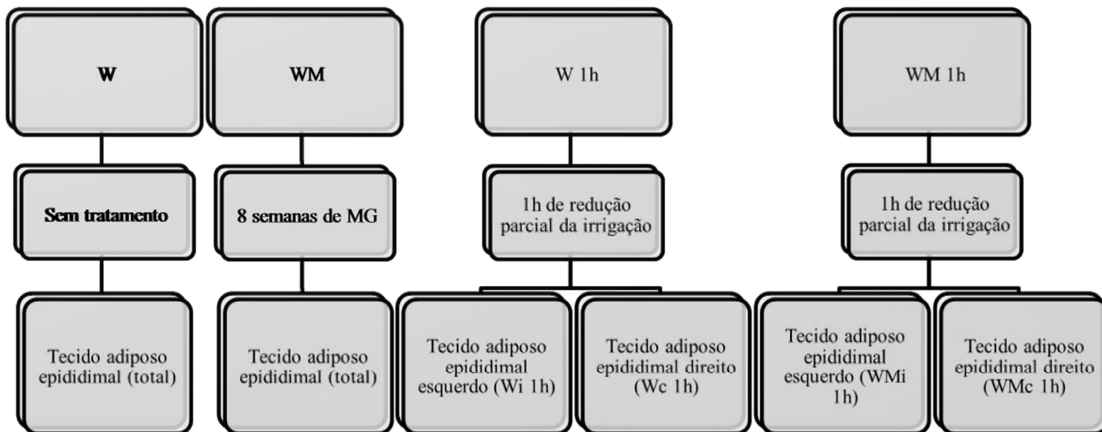 W
WM
W 1h
WM 1h
Sem tratamento
8 semanas de MG
1h de redução
parcial da irrigação
1h de redução
parcial da irrigação
Tecido adiposo
epididimal (total)
Tecido adiposo
epididimal (total)
Tecido adiposo
epididimal
esquerdo (Wi 1h)
Tecido adiposo
epididimal direito
(Wc 1h)
Tecido adiposo
epididimal
esquerdo (WMi
1h)
Tecido adiposo
epididimal direito
(WMc 1h)